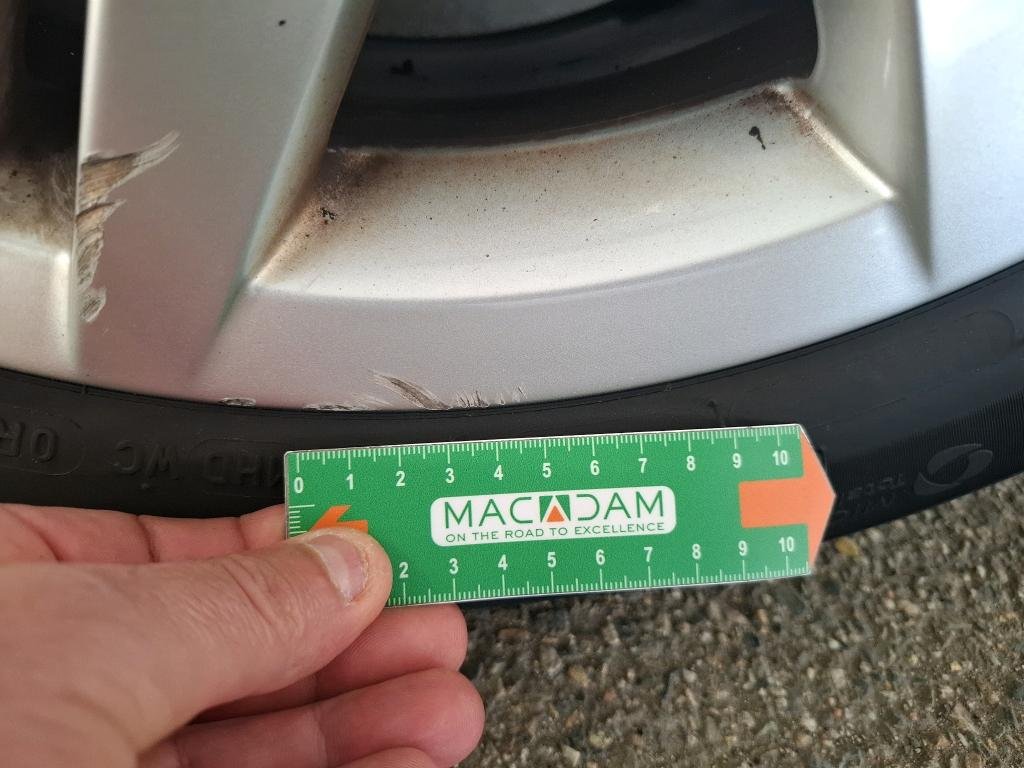 0 1 2 3 4 5 6 7 8 9 10
MACADAM
ON THE ROAD TO EXCELLENCE
2 3 4 5 6 7 8 9 10